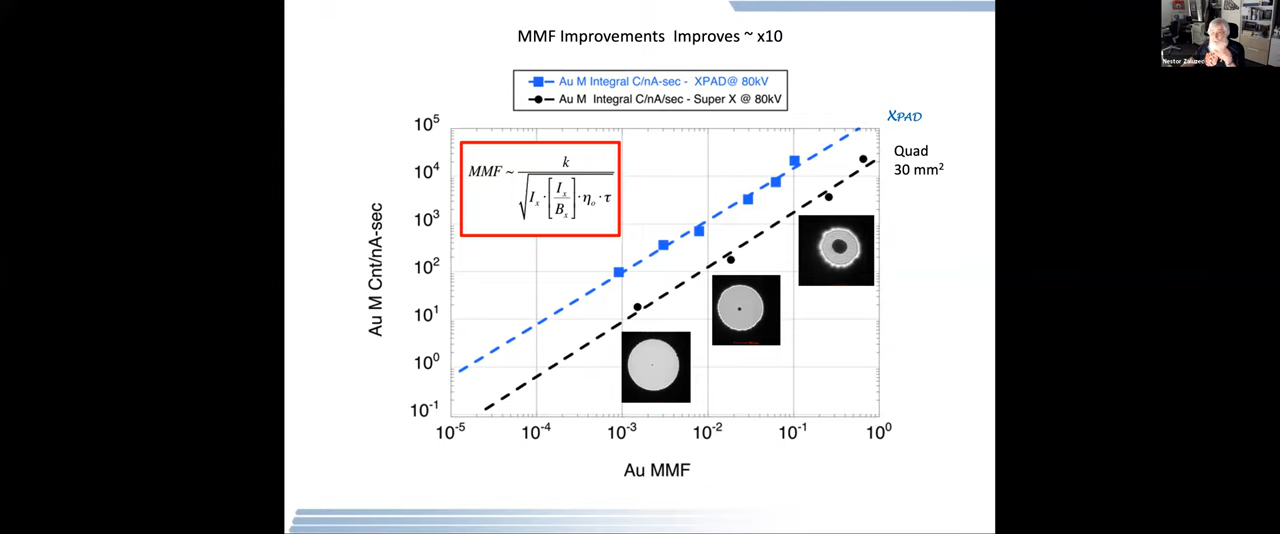 MMF Improvements Improves ~ x10
Au M Integral C/nA-sec - XPAD@ 80kV
Au M Integral C/nA/sec - Super X @ 80kV
XPAD
Quad
30 mm²
MMF ~ k / √(Iₓ · [Iₓ / Bₓ] · ηₒ · τ)
10⁵
10⁴
10³
10²
10¹
10⁰
10⁻¹
Au M Cnt/nA-sec
10⁻⁵ 10⁻⁴ 10⁻³ 10⁻² 10⁻¹ 10⁰
Au MMF